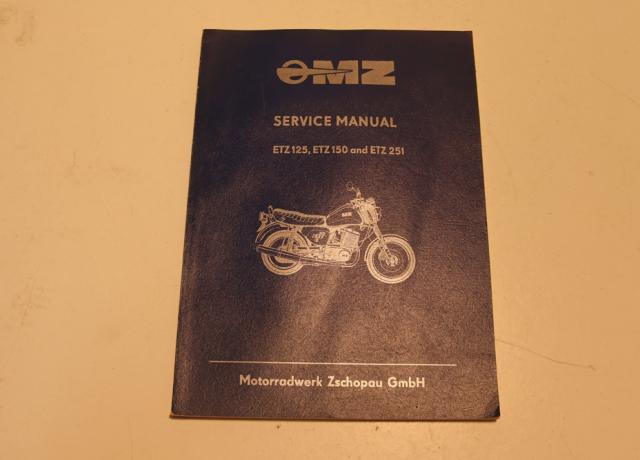 MZ
SERVICE MANUAL
ETZ 125, ETZ 150 and ETZ 251
Motorradwerk Zschopau GmbH